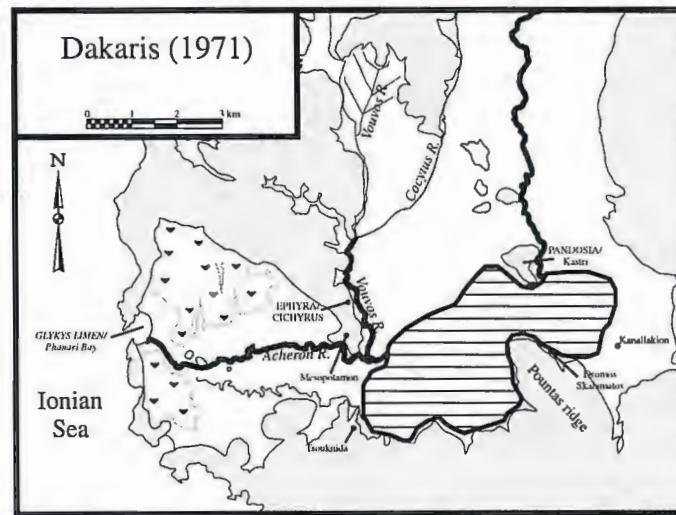 Dakaris (1971)
0 1 2 3 km
N
Vouvos R.
Cocytus R.
PANDOSIA/
Kastri
EPHYRA/
CICHYRUS
Vouvos R.
GLYKYS LIMEN/
Phanari Bay
Acheron R.
Mesopotamon
Kanallakion
Pountas ridge
Ionian
Sea
Tsouknida